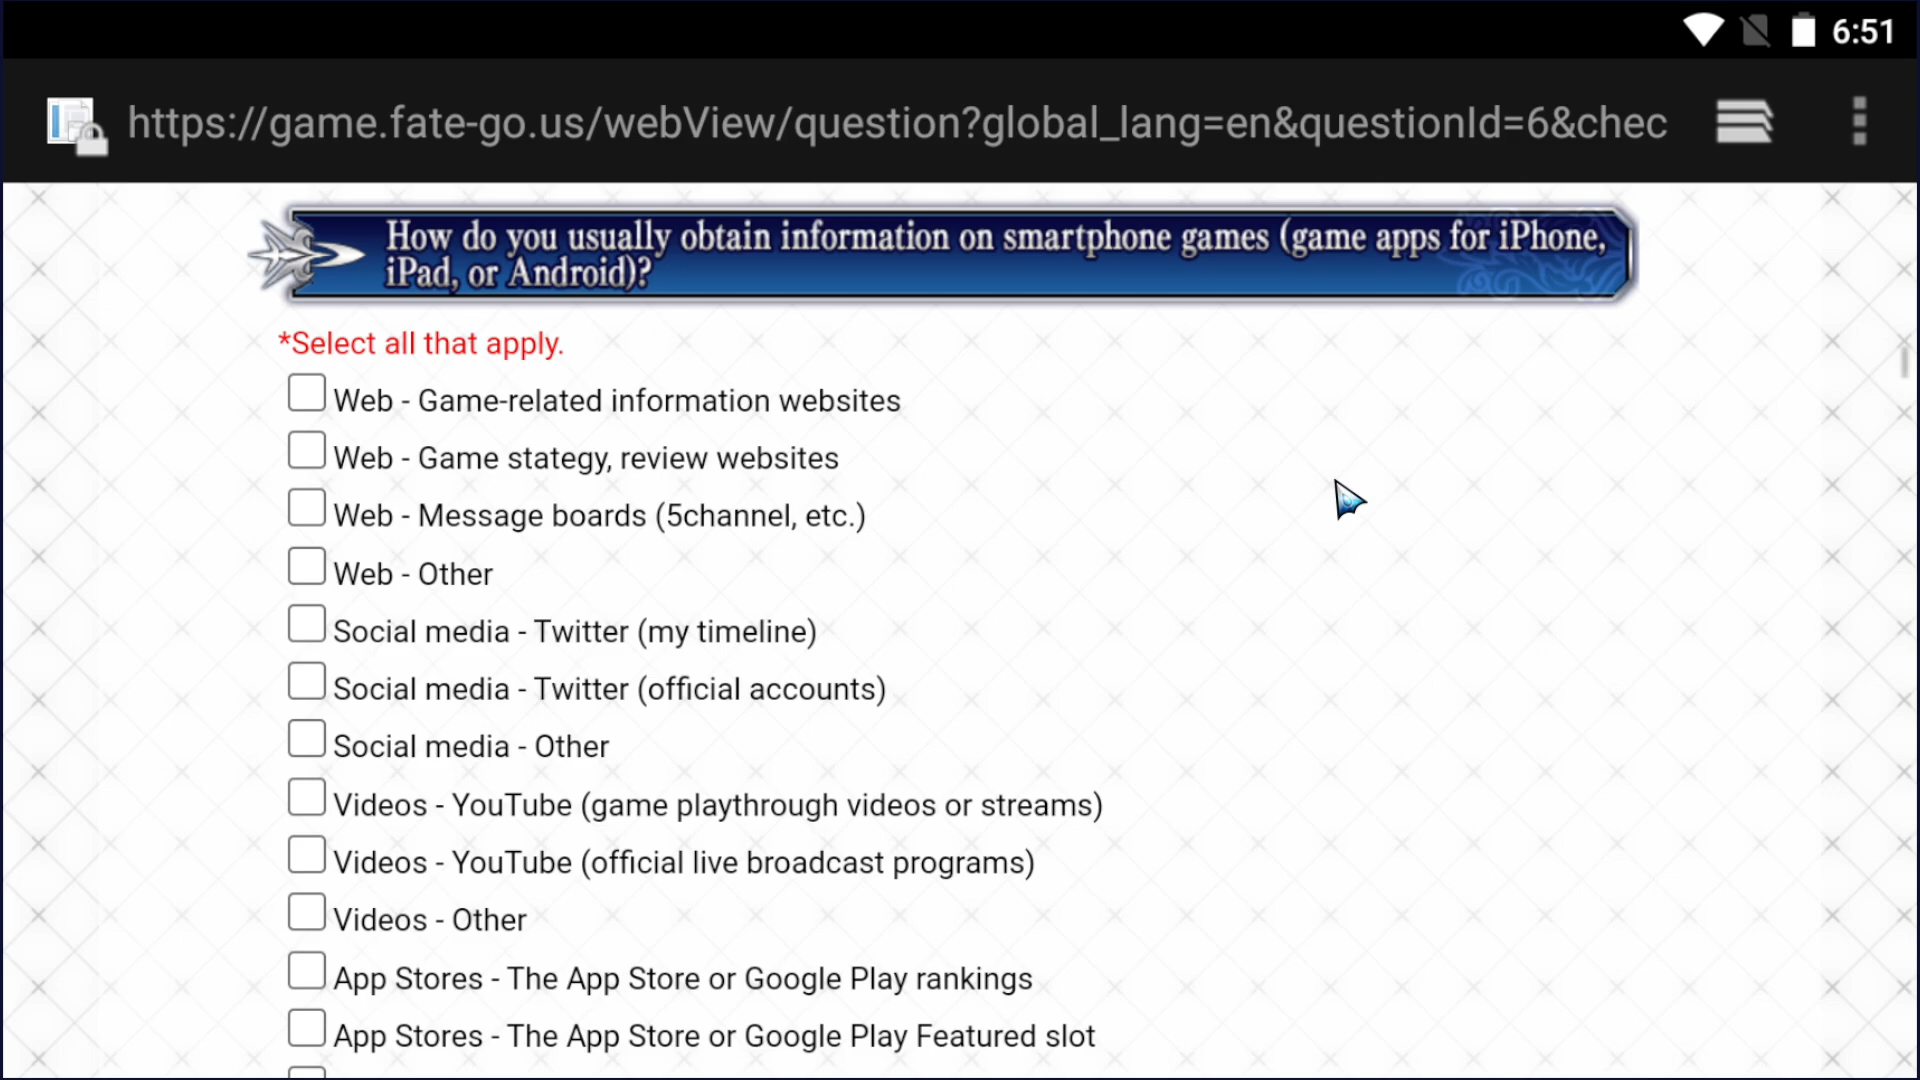 6:51
https://game.fate-go.us/webView/question?global_lang=en&questionId=6&chec
How do you usually obtain information on smartphone games (game apps for iPhone,
iPad, or Android)?
*Select all that apply.
Web - Game-related information websites
Web - Game stategy, review websites
Web - Message boards (5channel, etc.)
Web - Other
Social media - Twitter (my timeline)
Social media - Twitter (official accounts)
Social media - Other
Videos - YouTube (game playthrough videos or streams)
Videos - YouTube (official live broadcast programs)
Videos - Other
App Stores - The App Store or Google Play rankings
App Stores - The App Store or Google Play Featured slot